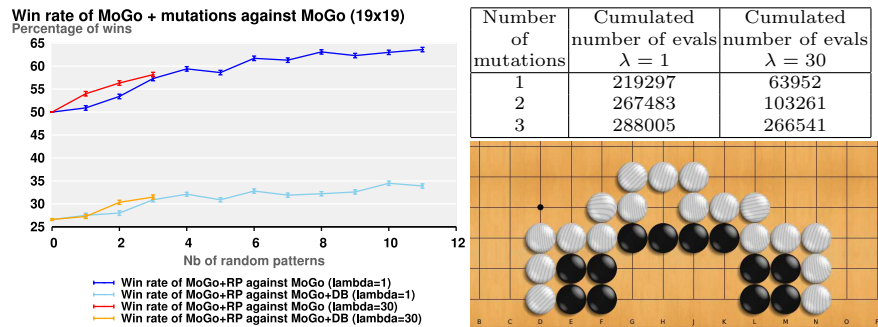 Win rate of MoGo + mutations against MoGo (19x19)
Percentage of wins
65
60
55
50
45
40
35
30
25
0 2 4 6 8 10 12
Nb of random patterns
Win rate of MoGo+RP against MoGo (lambda=1)
Win rate of MoGo+RP against MoGo+DB (lambda=1)
Win rate of MoGo+RP against MoGo (lambda=30)
Win rate of MoGo+RP against MoGo+DB (lambda=30)
Number Cumulated Cumulated
of number of evals number of evals
mutations λ = 1 λ = 30
1 219297 63952
2 267483 103261
3 288005 266541
B C D E F G H J K L M N O P